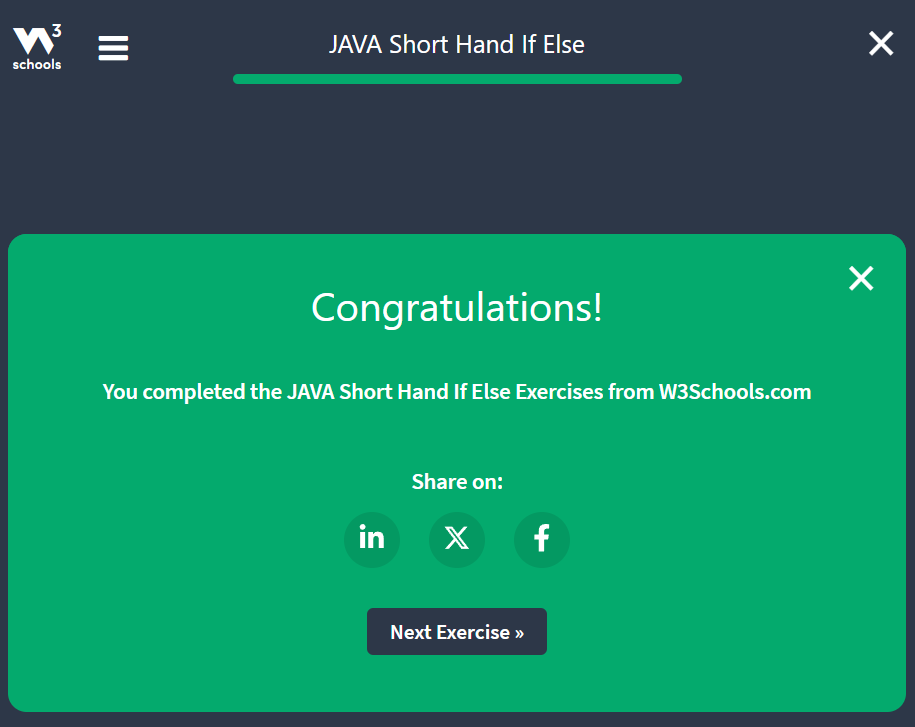 W3
schools
JAVA Short Hand If Else
Congratulations!
You completed the JAVA Short Hand If Else Exercises from W3Schools.com
Share on:
in X f
Next Exercise »